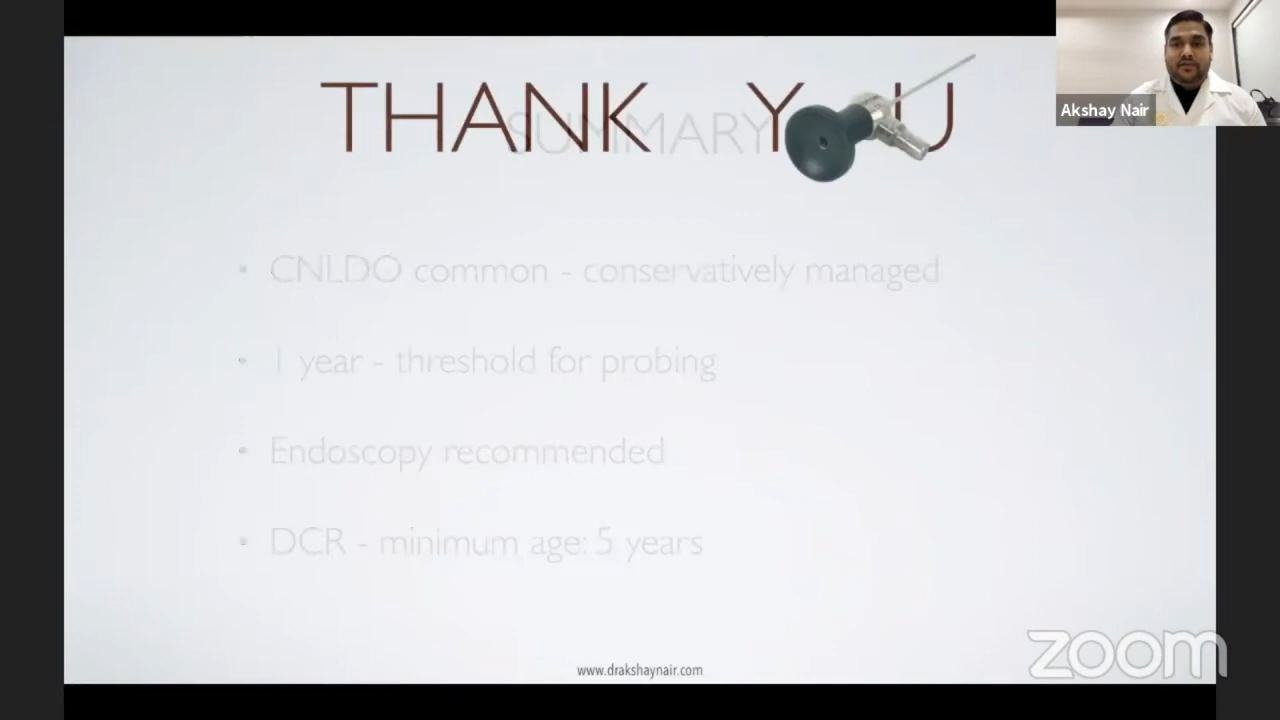 THANK Y U
SUMMARY
Akshay Nair
• CNLDO common - conservatively managed
• 1 year - threshold for probing
• Endoscopy recommended
• DCR - minimum age: 5 years
www.drakshaynair.com
zoom